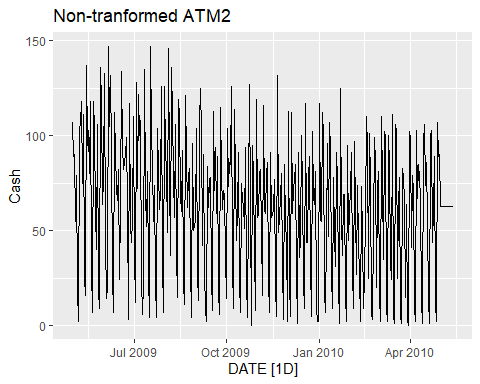 Non-tranformed ATM2
150
100
50
0
Cash
Jul 2009 Oct 2009 Jan 2010 Apr 2010
DATE [1D]